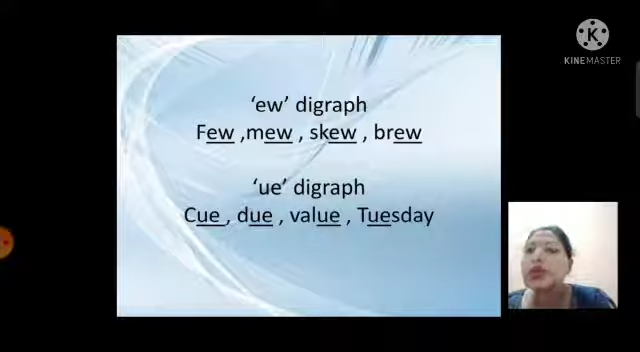 K
KINEMASTER
‘ew’ digraph
Few ,mew , skew , brew
‘ue’ digraph
Cue , due , value , Tuesday